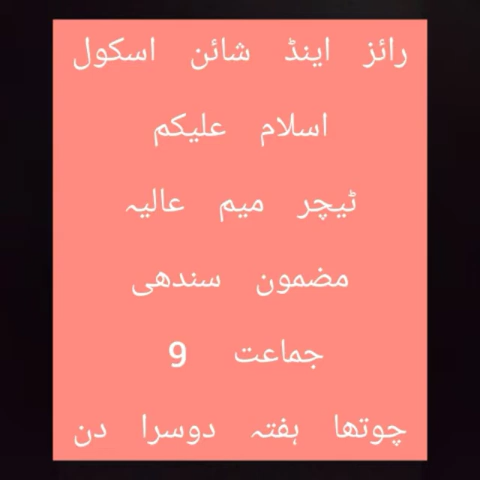 رائز اینڈ شائن اسکول
اسلام علیکم
ٹیچر میم عالیہ
مضمون سندھی
جماعت 9
چوتھا ہفتہ دوسرا دن